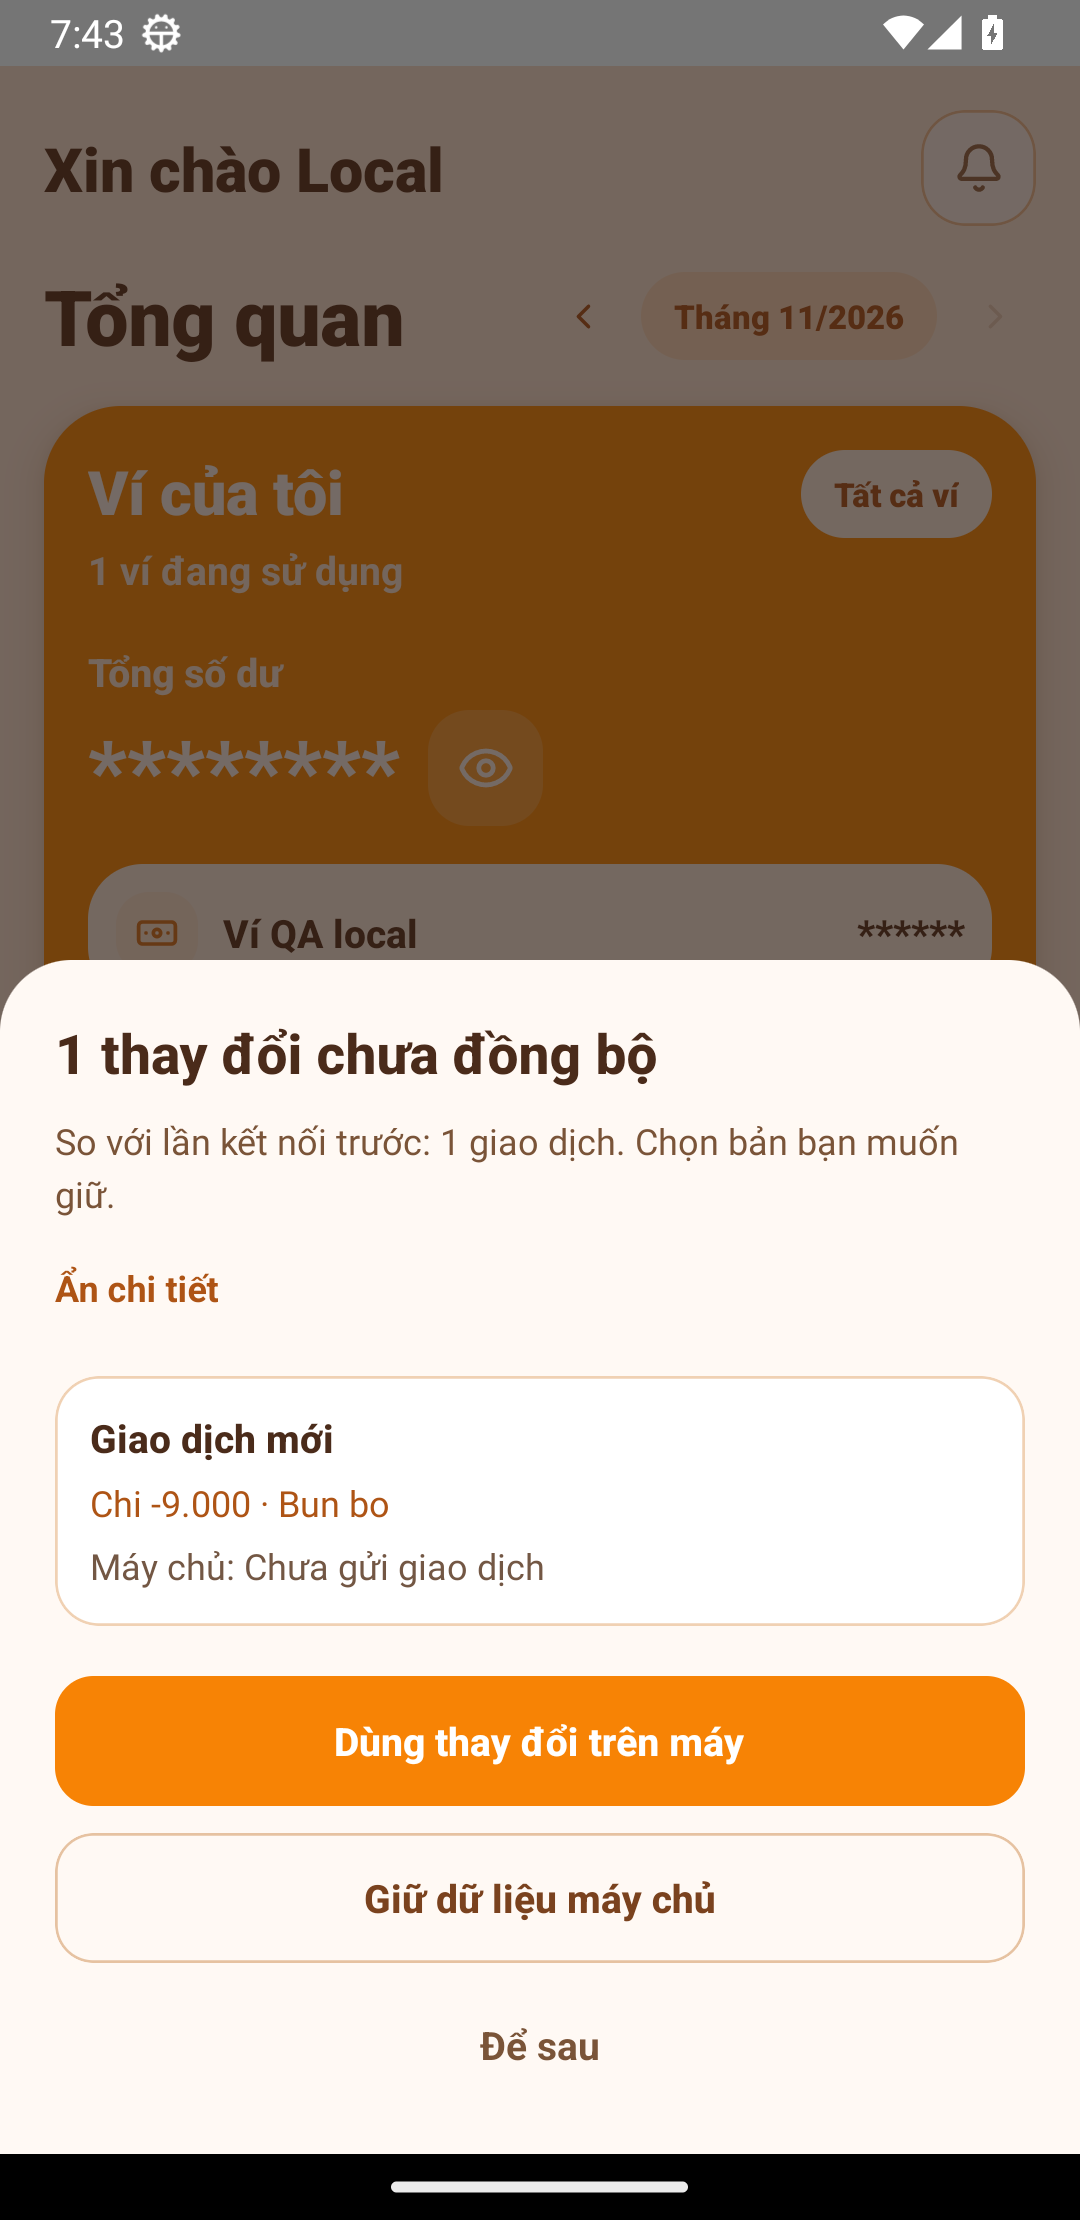 7:43
Xin chào Local
Tổng quan
Tháng 11/2026
Ví của tôi
Tất cả ví
1 ví đang sử dụng
Tổng số dư
********
Ví QA local
******
1 thay đổi chưa đồng bộ
So với lần kết nối trước: 1 giao dịch. Chọn bản bạn muốn
giữ.
Ẩn chi tiết
Giao dịch mới
Chi -9.000 · Bun bo
Máy chủ: Chưa gửi giao dịch
Dùng thay đổi trên máy
Giữ dữ liệu máy chủ
Để sau